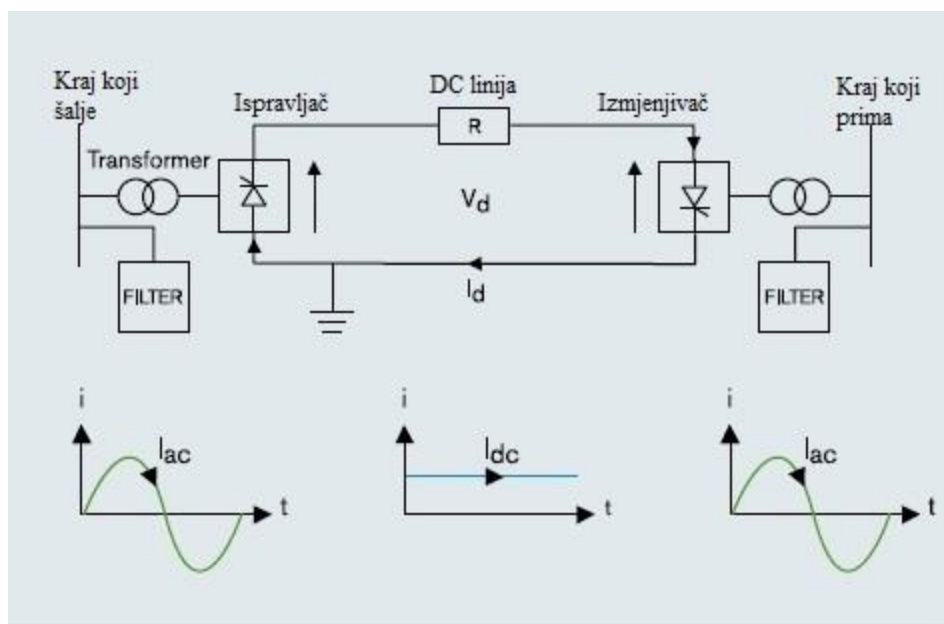 Kraj koji
šalje
Ispravljač
DC linija
Izmjenjivač
Kraj koji
prima
R
Transformer
Vd
FILTER
Id
FILTER
i
Iac
t
i
Idc
t
i
Iac
t